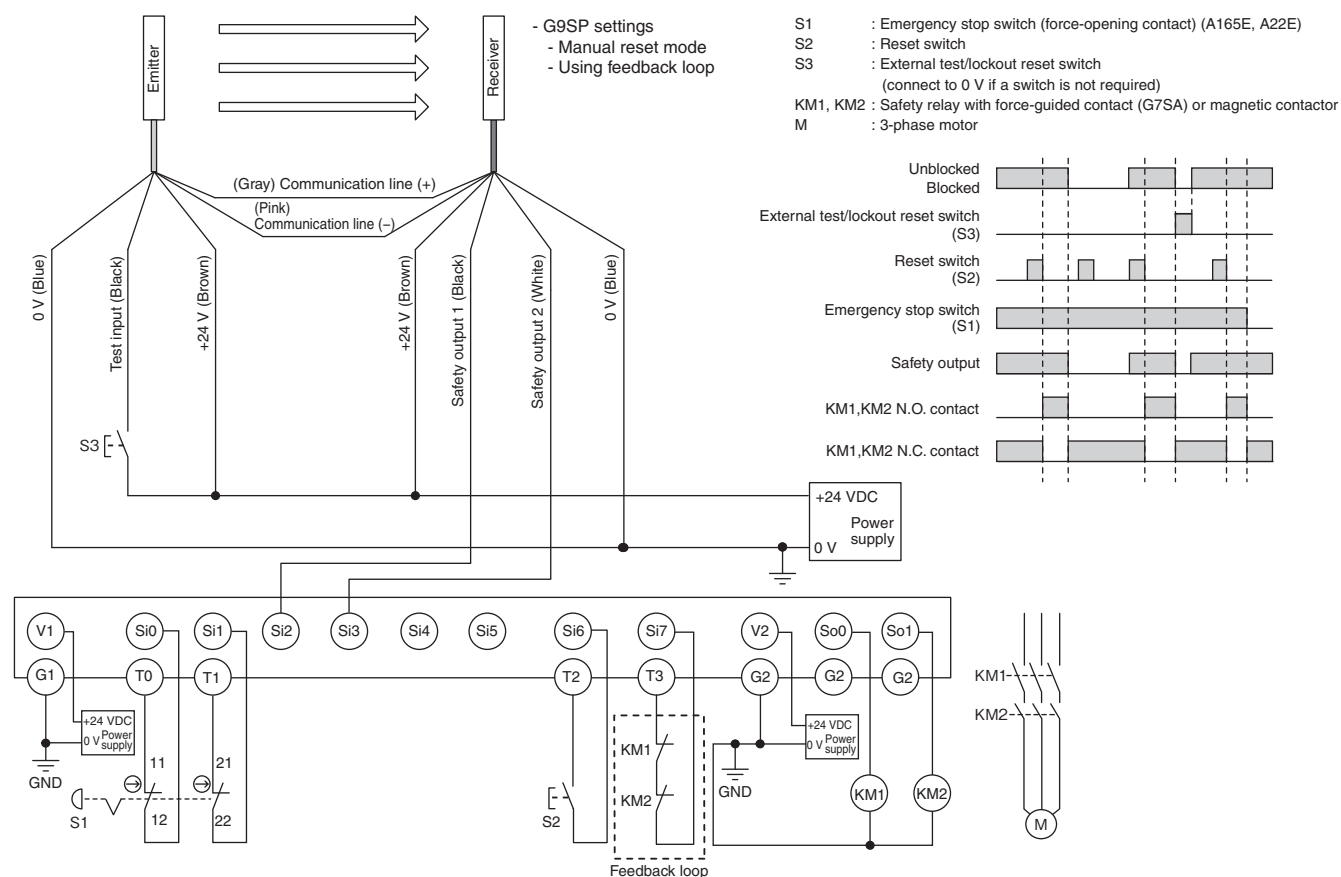 Emitter
Receiver
- G9SP settings
- Manual reset mode
- Using feedback loop
S1 : Emergency stop switch (force-opening contact) (A165E, A22E)
S2 : Reset switch
S3 : External test/lockout reset switch
(connect to 0 V if a switch is not required)
KM1, KM2 : Safety relay with force-guided contact (G7SA) or magnetic contactor
M : 3-phase motor
(Gray) Communication line (+)
(Pink)
Communication line (−)
0 V (Blue)
Test input (Black)
+24 V (Brown)
+24 V (Brown)
Safety output 1 (Black)
Safety output 2 (White)
0 V (Blue)
S3
Unblocked
Blocked
External test/lockout reset switch
(S3)
Reset switch
(S2)
Emergency stop switch
(S1)
Safety output
KM1,KM2 N.O. contact
KM1,KM2 N.C. contact
+24 VDC
Power
supply
0 V
V1 Si0 Si1 Si2 Si3 Si4 Si5 Si6 Si7 V2 So0 So1
G1 T0 T1 T2 T3 G2 G2 G2
+24 VDC
0 V Power
supply
GND
11
12
21
22
S1
S2
KM1
KM2
Feedback loop
+24 VDC
0 V Power
supply
GND
KM1 KM2
KM1
KM2
M